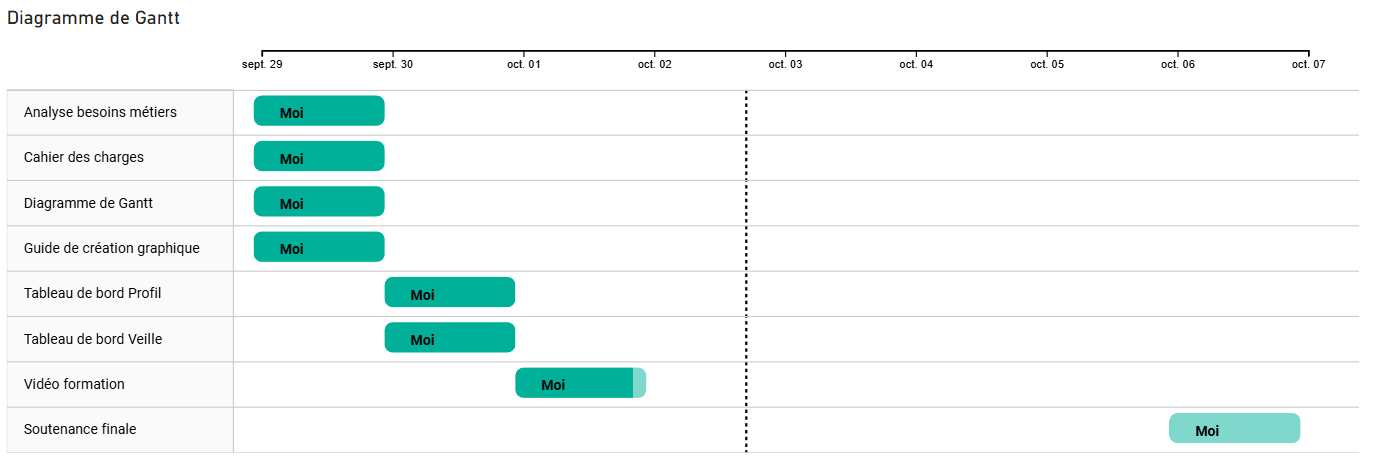 Diagramme de Gantt
sept. 29 sept. 30 oct. 01 oct. 02 oct. 03 oct. 04 oct. 05 oct. 06 oct. 07
Analyse besoins métiers Moi
Cahier des charges Moi
Diagramme de Gantt Moi
Guide de création graphique Moi
Tableau de bord Profil Moi
Tableau de bord Veille Moi
Vidéo formation Moi
Soutenance finale Moi